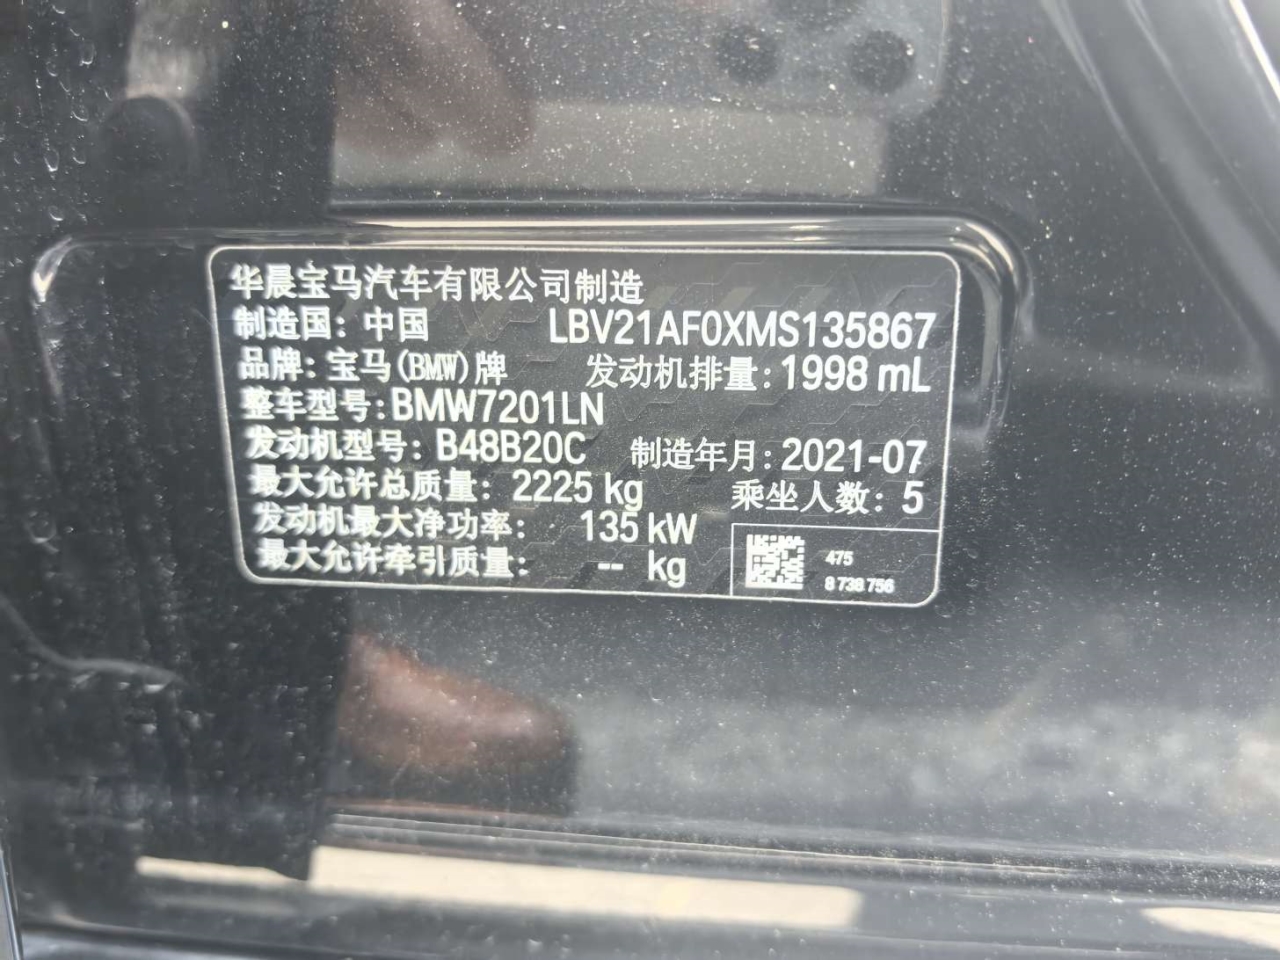 华晨宝马汽车有限公司制造
制造国：中国 LBV21AF0XMS135867
品牌：宝马(BMW)牌 发动机排量：1998 mL
整车型号：BMW7201LN
发动机型号：B48B20C 制造年月：2021-07
最大允许总质量：2225 kg 乘坐人数：5
发动机最大净功率：135 kW
最大允许牵引质量：-- kg
475
8 738 756